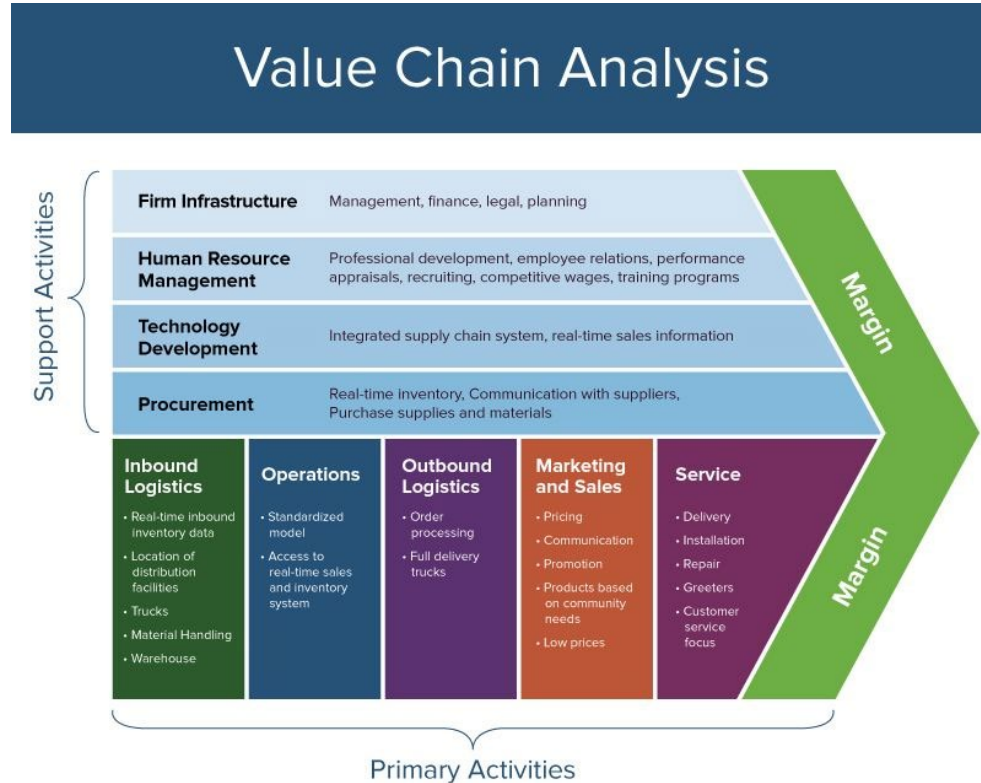 Value Chain Analysis
Support Activities
Firm Infrastructure
Management, finance, legal, planning
Human Resource
Management
Professional development, employee relations, performance
appraisals, recruiting, competitive wages, training programs
Technology
Development
Integrated supply chain system, real-time sales information
Procurement
Real-time inventory, Communication with suppliers,
Purchase supplies and materials
Margin
Inbound
Logistics
• Real-time inbound
inventory data
• Location of
distribution
facilities
• Trucks
• Material Handling
• Warehouse
Operations
• Standardized
model
• Access to
real-time sales
and inventory
system
Outbound
Logistics
• Order
processing
• Full delivery
trucks
Marketing
and Sales
• Pricing
• Communication
• Promotion
• Products based
on community
needs
• Low prices
Service
• Delivery
• Installation
• Repair
• Greeters
• Customer
service
focus
Margin
Primary Activities